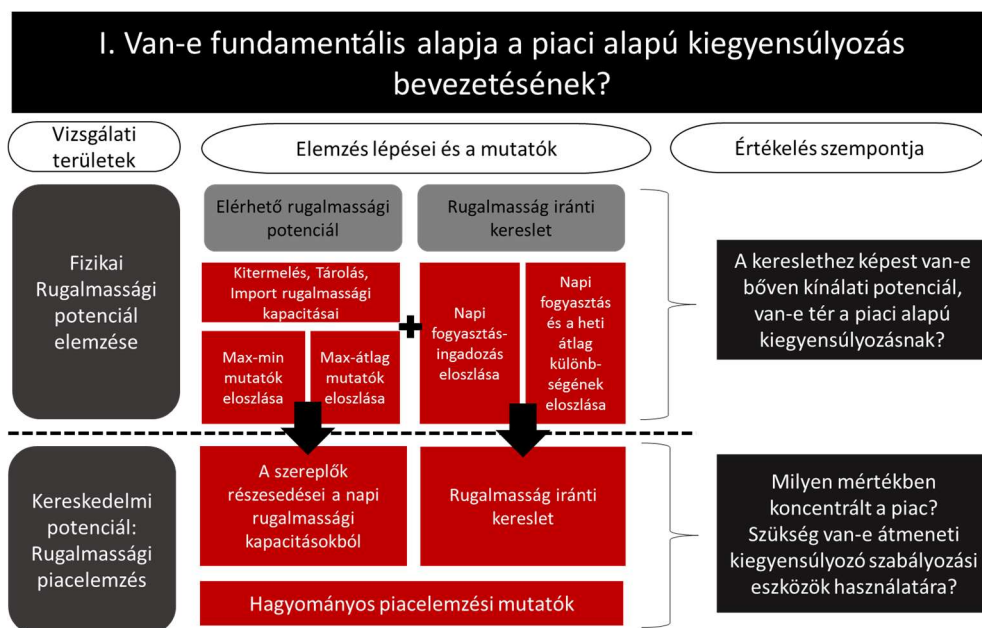 I. Van-e fundamentális alapja a piaci alapú kiegyensúlyozás
bevezetésének?
Vizsgálati
területek
Elemzés lépései és a mutatók
Értékelés szempontja
Fizikai
Rugalmassági
potenciál
elemzése
Elérhető rugalmassági
potenciál
Rugalmasság iránti
kereslet
Kitermelés, Tárolás,
Import rugalmassági
kapacitásai
Max-min
mutatók
eloszlása
Max-átlag
mutatók
eloszlása
+
Napi
fogyasztás-
ingadozás
eloszlása
Napi
fogyasztás
és a heti
átlag
különb-
ségének
eloszlása
A kereslethez képest van-e
bőven kínálati potenciál,
van-e tér a piaci alapú
kiegyensúlyozásnak?
Kereskedelmi
potenciál:
Rugalmassági
piacelemzés
A szereplők
részesedései a napi
rugalmassági
kapacitásokból
Rugalmasság iránti
kereslet
Hagyományos piacelemzési mutatók
Milyen mértékben
koncentrált a piac?
Szükség van-e átmeneti
kiegyensúlyozó szabályozási
eszközök használatára?